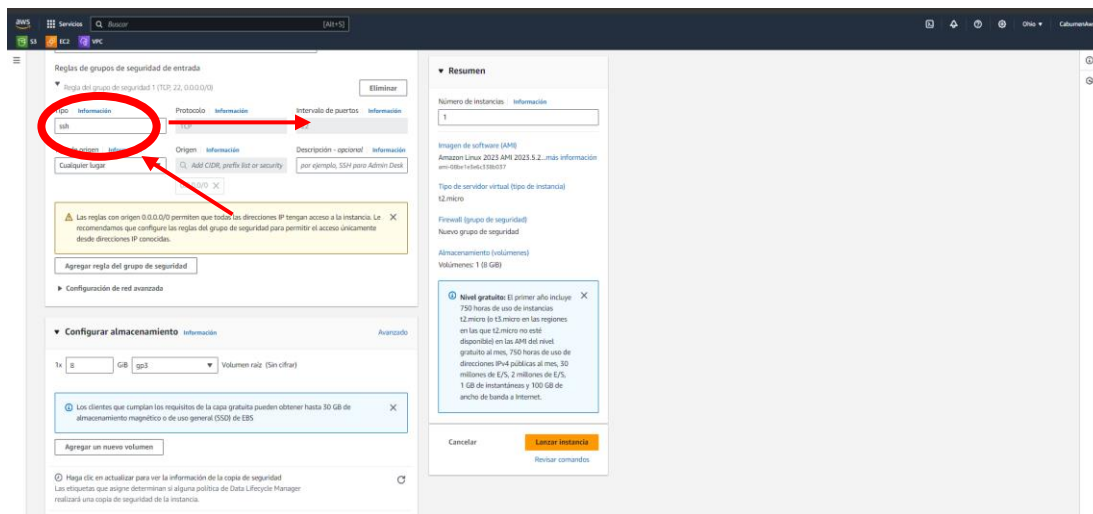 aws
Servicios
Buscar
[Alt+S]
Ohio
S3
EC2
VPC
Reglas de grupos de seguridad de entrada
Regla del grupo de seguridad 1 (TCP, 22, 0.0.0.0/0)
Eliminar
Tipo Información
Protocolo Información
Intervalo de puertos Información
ssh
TCP
origen
Origen Información
Descripción - opcional Información
Cualquier lugar
Add CIDR, prefix list or security
por ejemplo, SSH para Admin Desk
Las reglas con origen 0.0.0.0/0 permiten que todas las direcciones IP tengan acceso a la instancia. Le
recomendamos que configure las reglas del grupo de seguridad para permitir el acceso únicamente
desde direcciones IP conocidas.
Agregar regla del grupo de seguridad
Configuración de red avanzada
Configurar almacenamiento Información
Avanzado
1x 8 GiB gp3 Volumen raíz (Sin cifrar)
Los clientes que cumplan los requisitos de la capa gratuita pueden obtener hasta 30 GB de
almacenamiento magnético o de uso general (SSD) de EBS
Agregar un nuevo volumen
Haga clic en actualizar para ver la información de la copia de seguridad
Las etiquetas que asigne determinan si alguna política de Data Lifecycle Manager
realizará una copia de seguridad de la instancia.
Resumen
Número de instancias Información
1
Imagen de software (AMI)
Amazon Linux 2023 AMI 2023.5.2...más información
Tipo de servidor virtual (tipo de instancia)
t2.micro
Firewall (grupo de seguridad)
Nuevo grupo de seguridad
Almacenamiento (volúmenes)
Volúmenes: 1 (8 GiB)
Nivel gratuito: El primer año incluye
750 horas de uso de instancias
t2.micro (o t3.micro en las regiones
en las que t2.micro no esté
disponible) en las AMI del nivel
gratuito al mes, 750 horas de uso de
direcciones IPv4 públicas al mes, 30
millones de E/S, 2 millones de E/S,
1 GB de instantáneas y 100 GB de
ancho de banda a Internet.
Cancelar
Lanzar instancia
Revisar comandos